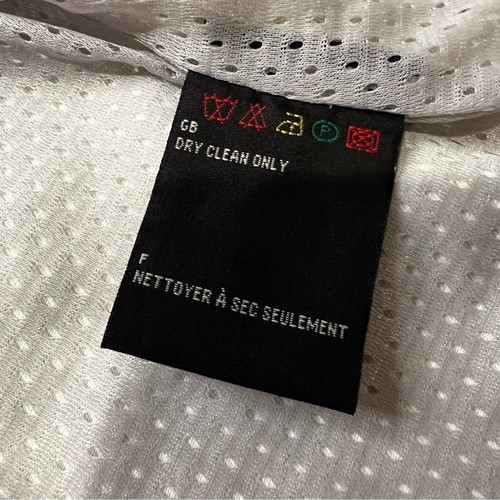 P
GB
DRY CLEAN ONLY
F
NETTOYER À SEC SEULEMENT